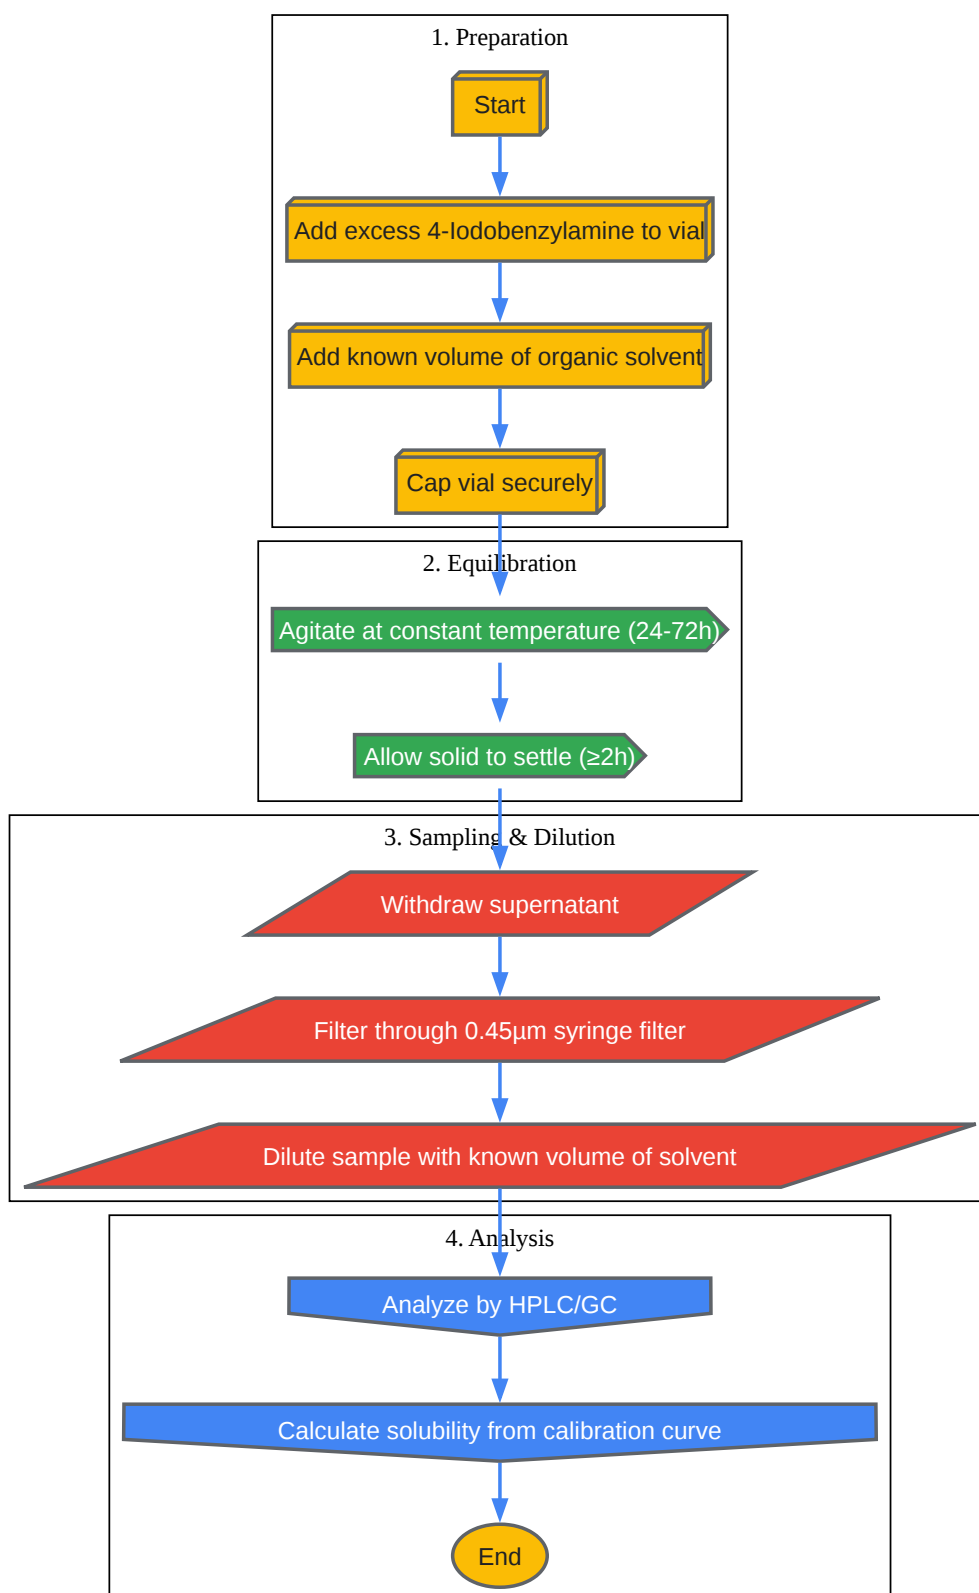 1. Preparation
Start
Add excess 4-Iodobenzylamine to vial
Add known volume of organic solvent
Cap vial securely
2. Equilibration
Agitate at constant temperature (24-72h)
Allow solid to settle (≥2h)
3. Sampling & Dilution
Withdraw supernatant
Filter through 0.45µm syringe filter
Dilute sample with known volume of solvent
4. Analysis
Analyze by HPLC/GC
Calculate solubility from calibration curve
End